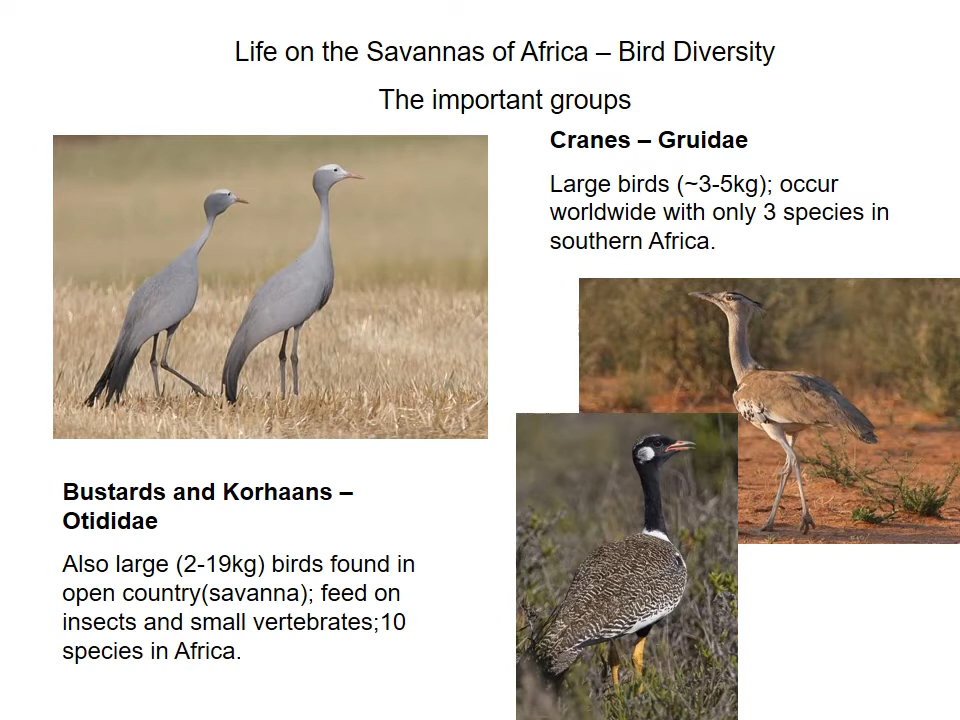 Life on the Savannas of Africa – Bird Diversity
The important groups
Cranes – Gruidae
Large birds (~3-5kg); occur
worldwide with only 3 species in
southern Africa.
Bustards and Korhaans –
Otididae
Also large (2-19kg) birds found in
open country(savanna); feed on
insects and small vertebrates;10
species in Africa.